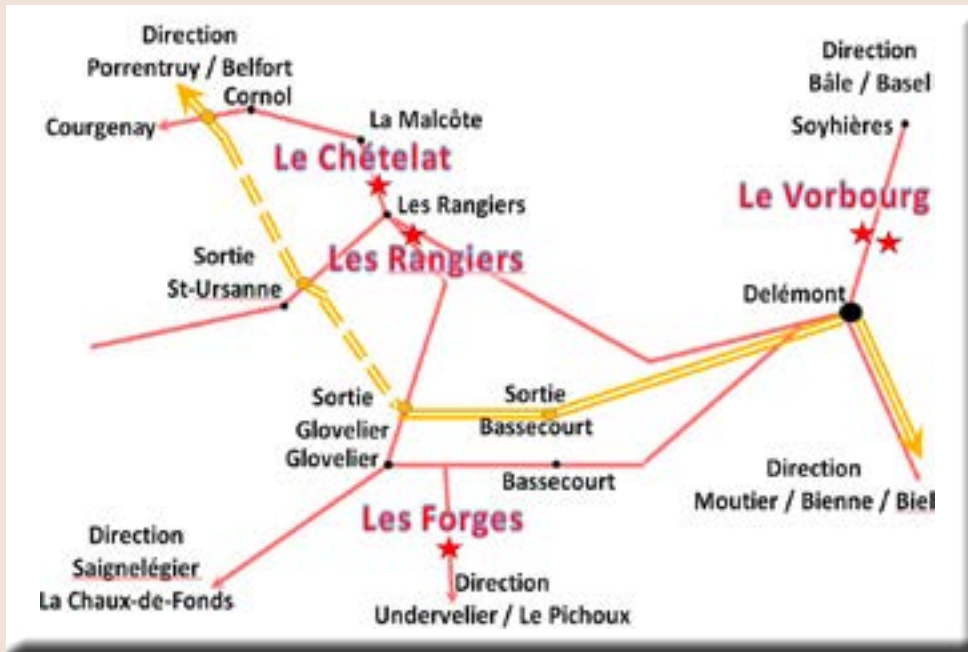 Direction
Porrentruy / Belfort
Cornol
Courgenay
La Malcôte
Le Chételat
Les Rangiers
Les Rangiers
Direction
Bâle / Basel
Soyhières
Le Vorbourg
Sortie
St-Ursanne
Delémont
Sortie
Glovelier
Glovelier
Sortie
Bassecourt
Bassecourt
Direction
Moutier / Bienne / Biel
Les Forges
Direction
Saignelégier
La Chaux-de-Fonds
Direction
Undervelier / Le Pichoux